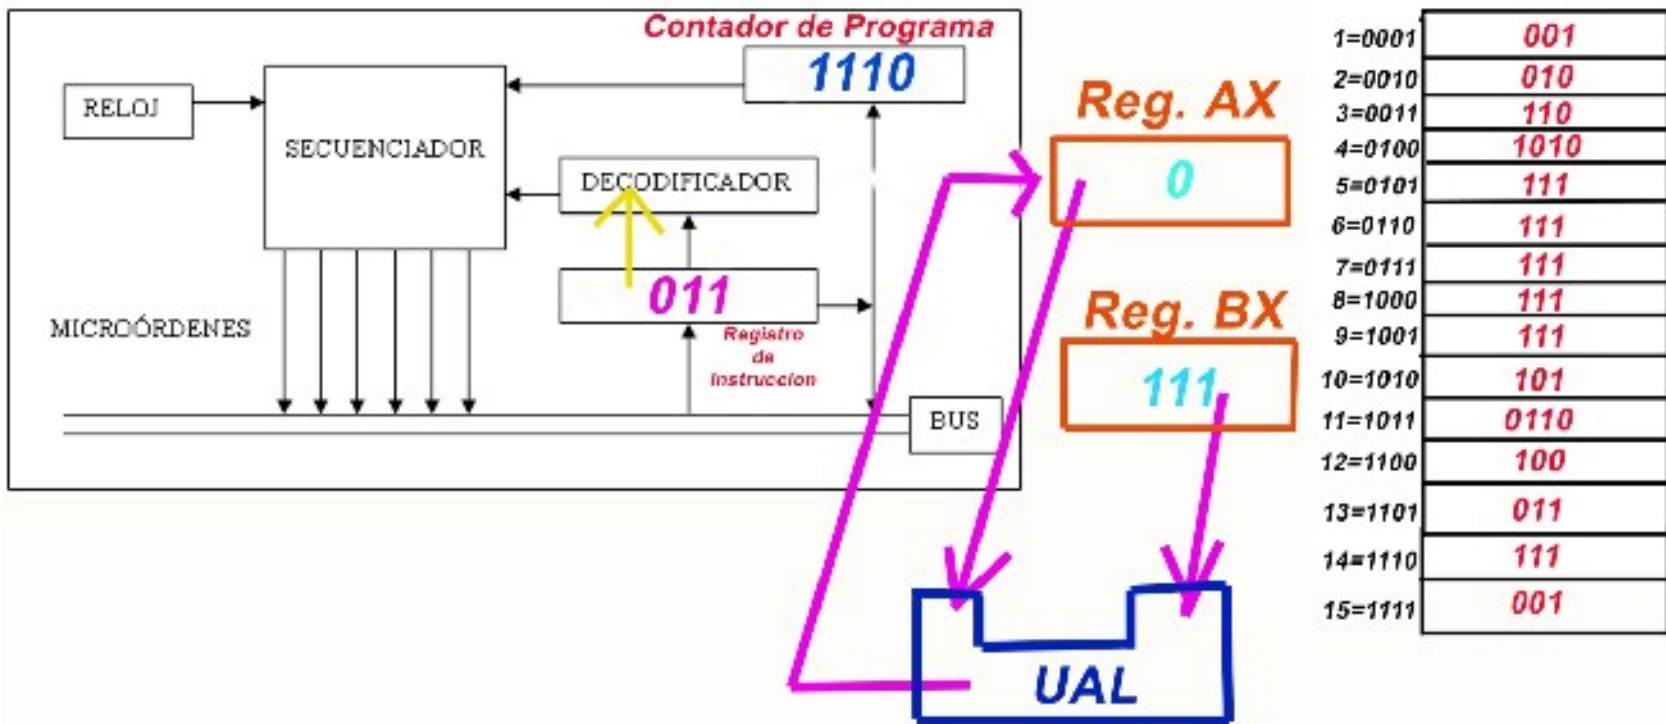 Contador de Programa
1110
RELOJ
SECUENCIADOR
DECODIFICADOR
011
Registro
de
Instruccion
MICROÓRDENES
BUS
Reg. AX
0
Reg. BX
111
UAL
1=0001 001
2=0010 010
3=0011 110
4=0100 1010
5=0101 111
6=0110 111
7=0111 111
8=1000 111
9=1001 111
10=1010 101
11=1011 0110
12=1100 100
13=1101 011
14=1110 111
15=1111 001